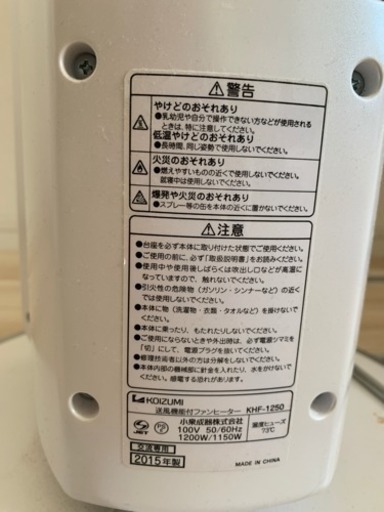 ⚠警告
やけどのおそれあり
●乳幼児や自分で操作できない方などが使用される
ときは、特に注意してください。
低温やけどのおそれあり
●長時間、同じ姿勢で使用しないでください。
火災のおそれあり
●燃えやすいものの近くで使用しないでください。
就寝中は使用しないでください。
爆発や火災のおそれあり
●スプレー等の缶を本体の近くに置かないでください。
⚠注意
●台座を必ず本体に取り付けた状態でご使用ください。
●ご使用の前に、必ず「取扱説明書」をお読みください。
●使用中や使用後しばらくは吹出し口などが高温に
なっていますので、触れないでください。
●引火性の危険物(ガソリン・シンナーなど)の近く
では使用しないでください。
●本体に物(洗濯物・衣類・タオルなど)を掛けないで
ください。
●本体に乗ったり、もたれたりしないでください。
●ご使用にならないときや外出時は、必ず電源ツマミを
「切」にして、電源プラグを抜いてください。
●修理技術者以外の方は分解しないでください。
●本体内部の機械部に針金を入れたり、水をかけないで
ください。感電する恐れがあります。
KOIZUMI
送風機能付ファンヒーター KHF-1250
小泉成器株式会社
100V 50/60Hz
1200W/1150W
温度ヒューズ
73℃
交流専用
2015年製
MADE IN CHINA